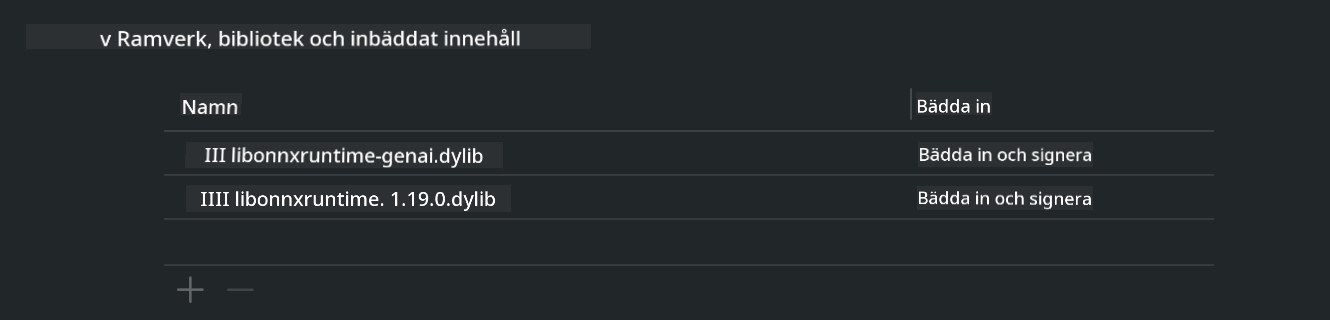 v Ramverk, bibliotek och inbäddat innehåll
Namn
Bädda in
III libonnxruntime-genai.dylib
Bädda in och signera
IIII libonnxruntime. 1.19.0.dylib
Bädda in och signera